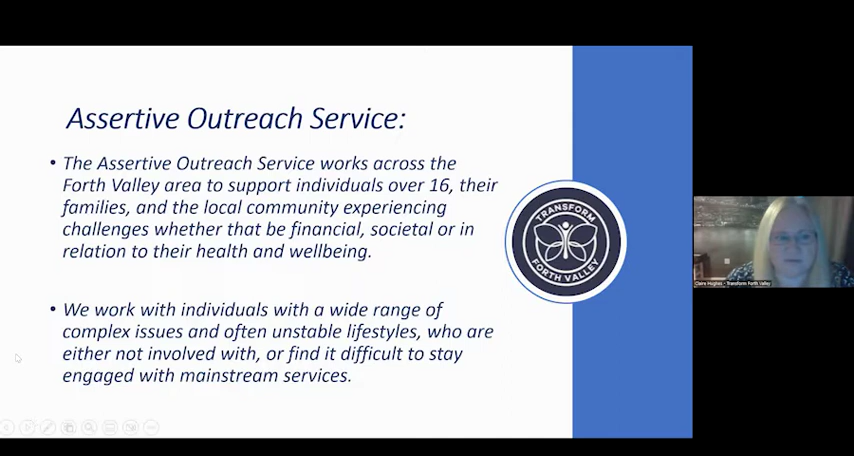 Assertive Outreach Service:
• The Assertive Outreach Service works across the
Forth Valley area to support individuals over 16, their
families, and the local community experiencing
challenges whether that be financial, societal or in
relation to their health and wellbeing.
• We work with individuals with a wide range of
complex issues and often unstable lifestyles, who are
either not involved with, or find it difficult to stay
engaged with mainstream services.
TRANSFORM
FORTH VALLEY
Claire Hughes - Transform Forth Valley